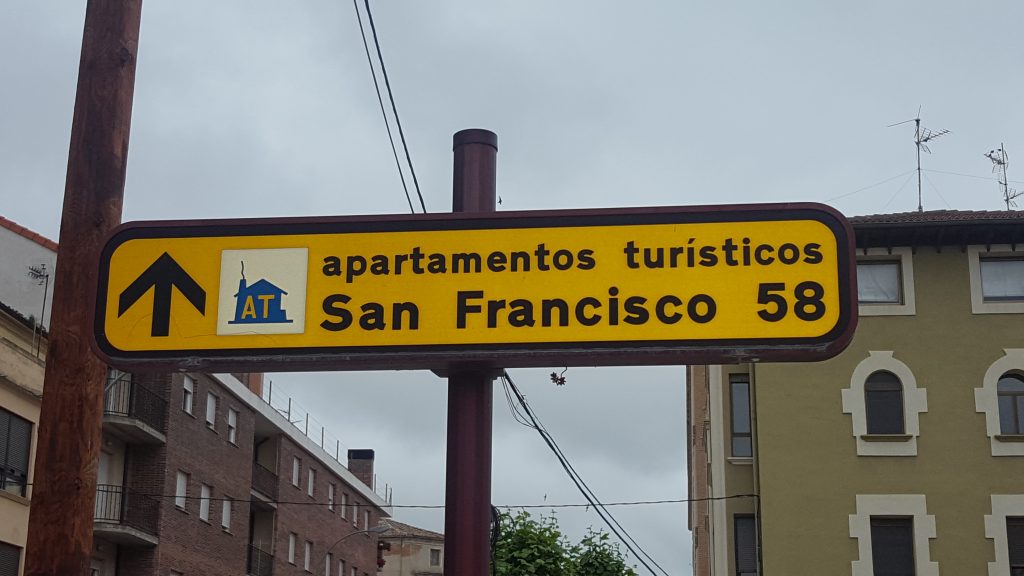 AT
apartamentos turísticos
San Francisco 58